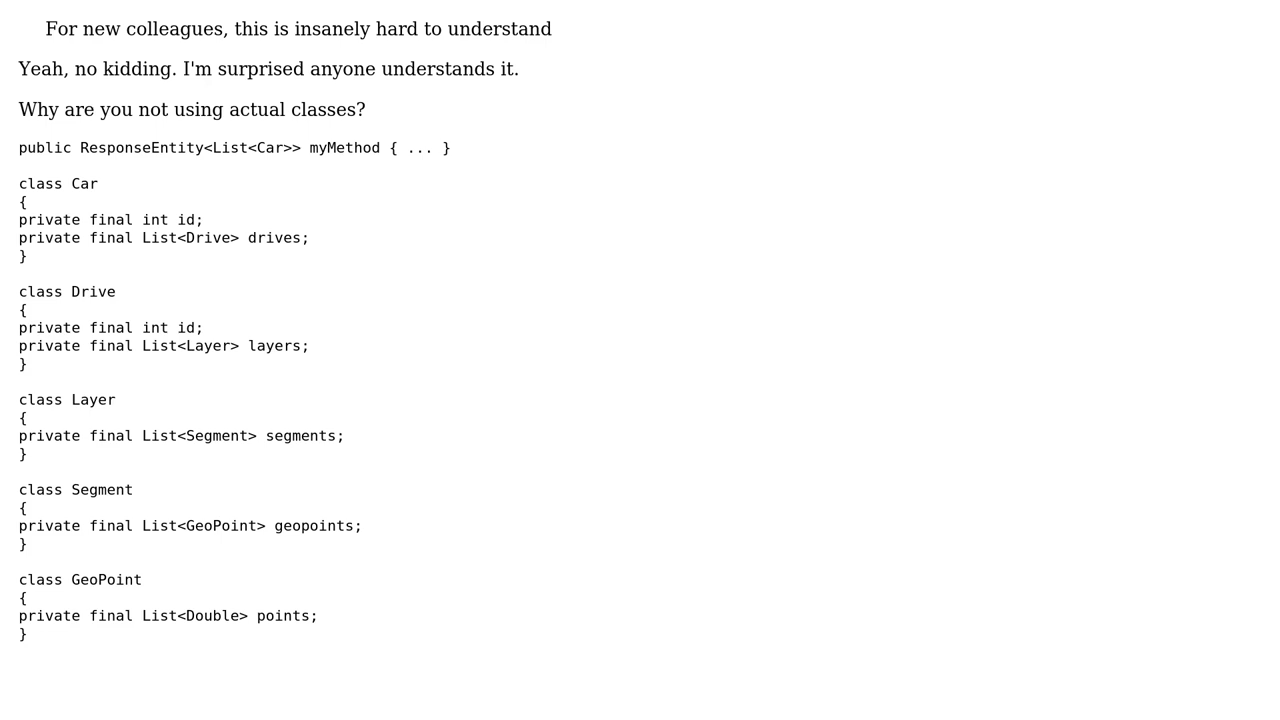 For new colleagues, this is insanely hard to understand
Yeah, no kidding. I'm surprised anyone understands it.
Why are you not using actual classes?
public ResponseEntity<List<Car>> myMethod { ... }
class Car
{
private final int id;
private final List<Drive> drives;
}
class Drive
{
private final int id;
private final List<Layer> layers;
}
class Layer
{
private final List<Segment> segments;
}
class Segment
{
private final List<GeoPoint> geopoints;
}
class GeoPoint
{
private final List<Double> points;
}